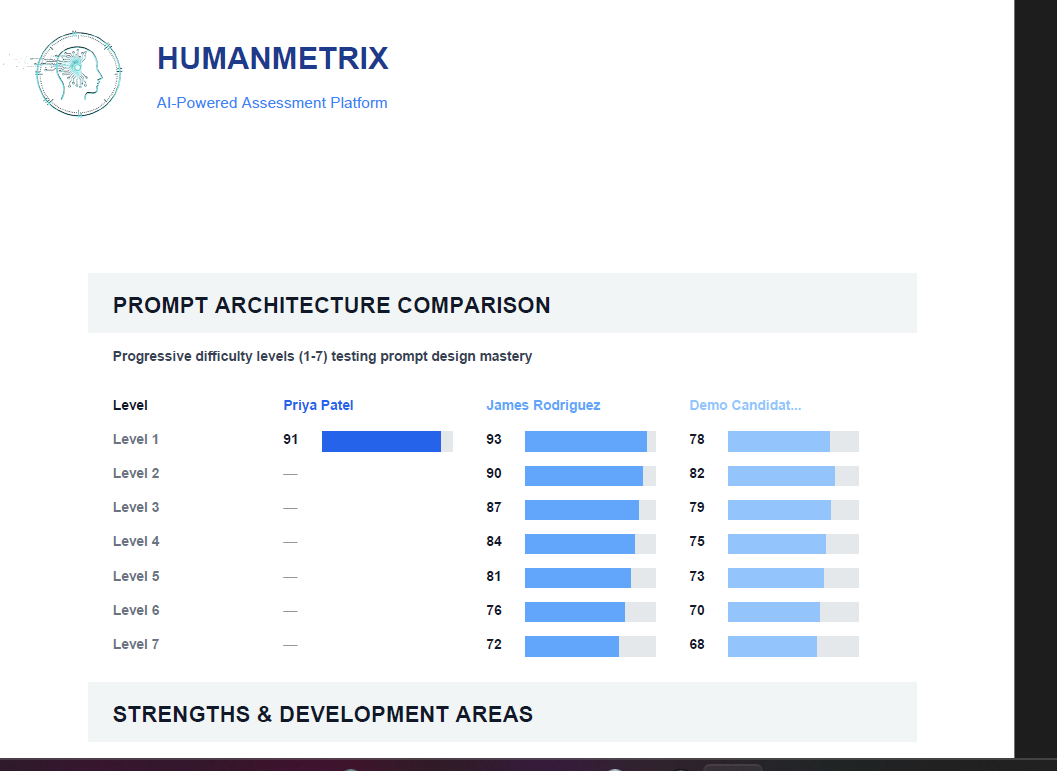 HUMANMETRIX
AI-Powered Assessment Platform
PROMPT ARCHITECTURE COMPARISON
Progressive difficulty levels (1-7) testing prompt design mastery
Level Priya Patel James Rodriguez Demo Candidat...
Level 1 91 93 78
Level 2 — 90 82
Level 3 — 87 79
Level 4 — 84 75
Level 5 — 81 73
Level 6 — 76 70
Level 7 — 72 68
STRENGTHS & DEVELOPMENT AREAS